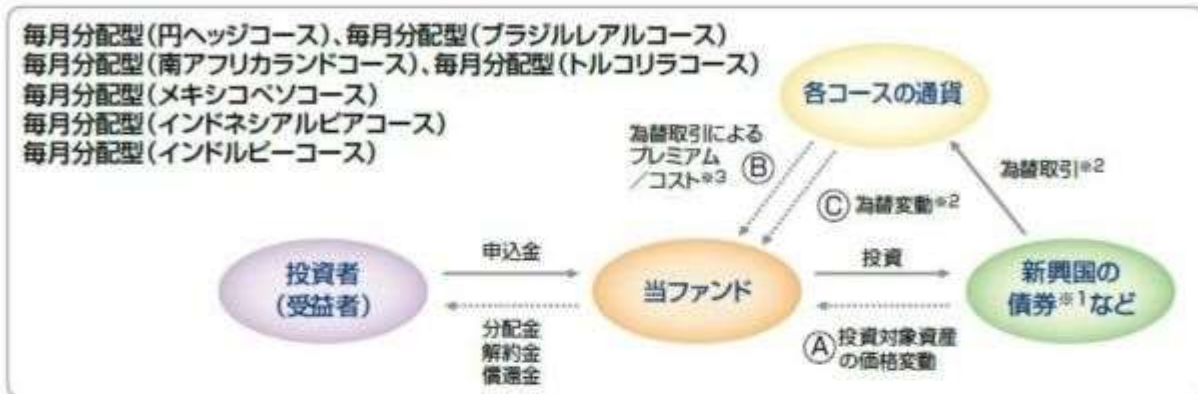 毎月分配型(円ヘッジコース)、毎月分配型(ブラジルレアルコース)
毎月分配型(南アフリカランドコース)、毎月分配型(トルコリラコース)
毎月分配型(メキシコペソコース)
毎月分配型(インドネシアルピアコース)
毎月分配型(インドルピーコース)
各コースの通貨
為替取引による
プレミアム
/コスト※3
Ⓑ
Ⓒ 為替変動※2
為替取引※2
投資者
(受益者)
申込金
分配金
解約金
償還金
当ファンド
投資
Ⓐ 投資対象資産
の価格変動
新興国の
債券※1など